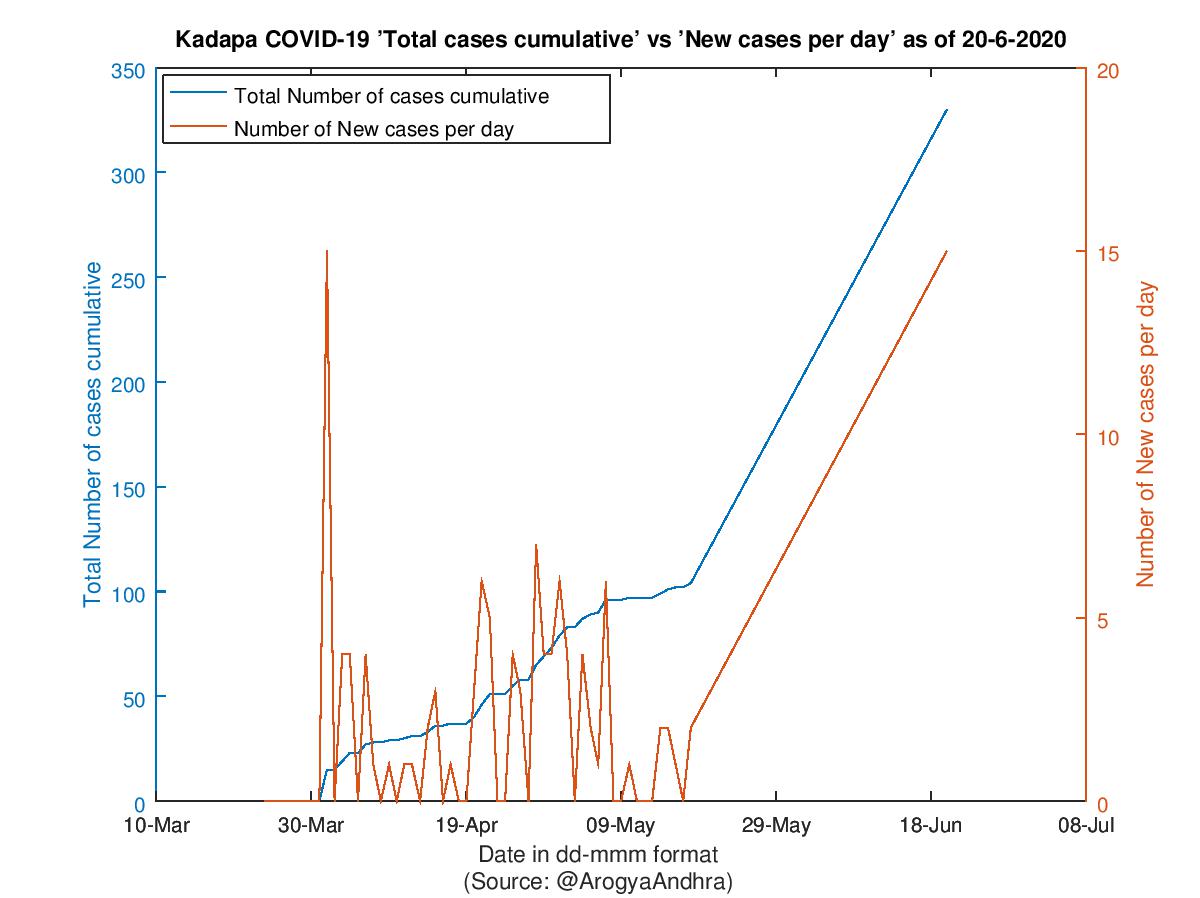 Kadapa COVID-19 ’Total cases cumulative’ vs ’New cases per day’ as of 20-6-2020
Total Number of cases cumulative
Number of New cases per day
350
300
250
200
150
100
50
0
Total Number of cases cumulative
20
15
10
5
0
Number of New cases per day
10-Mar 30-Mar 19-Apr 09-May 29-May 18-Jun 08-Jul
Date in dd-mmm format
(Source: @ArogyaAndhra)